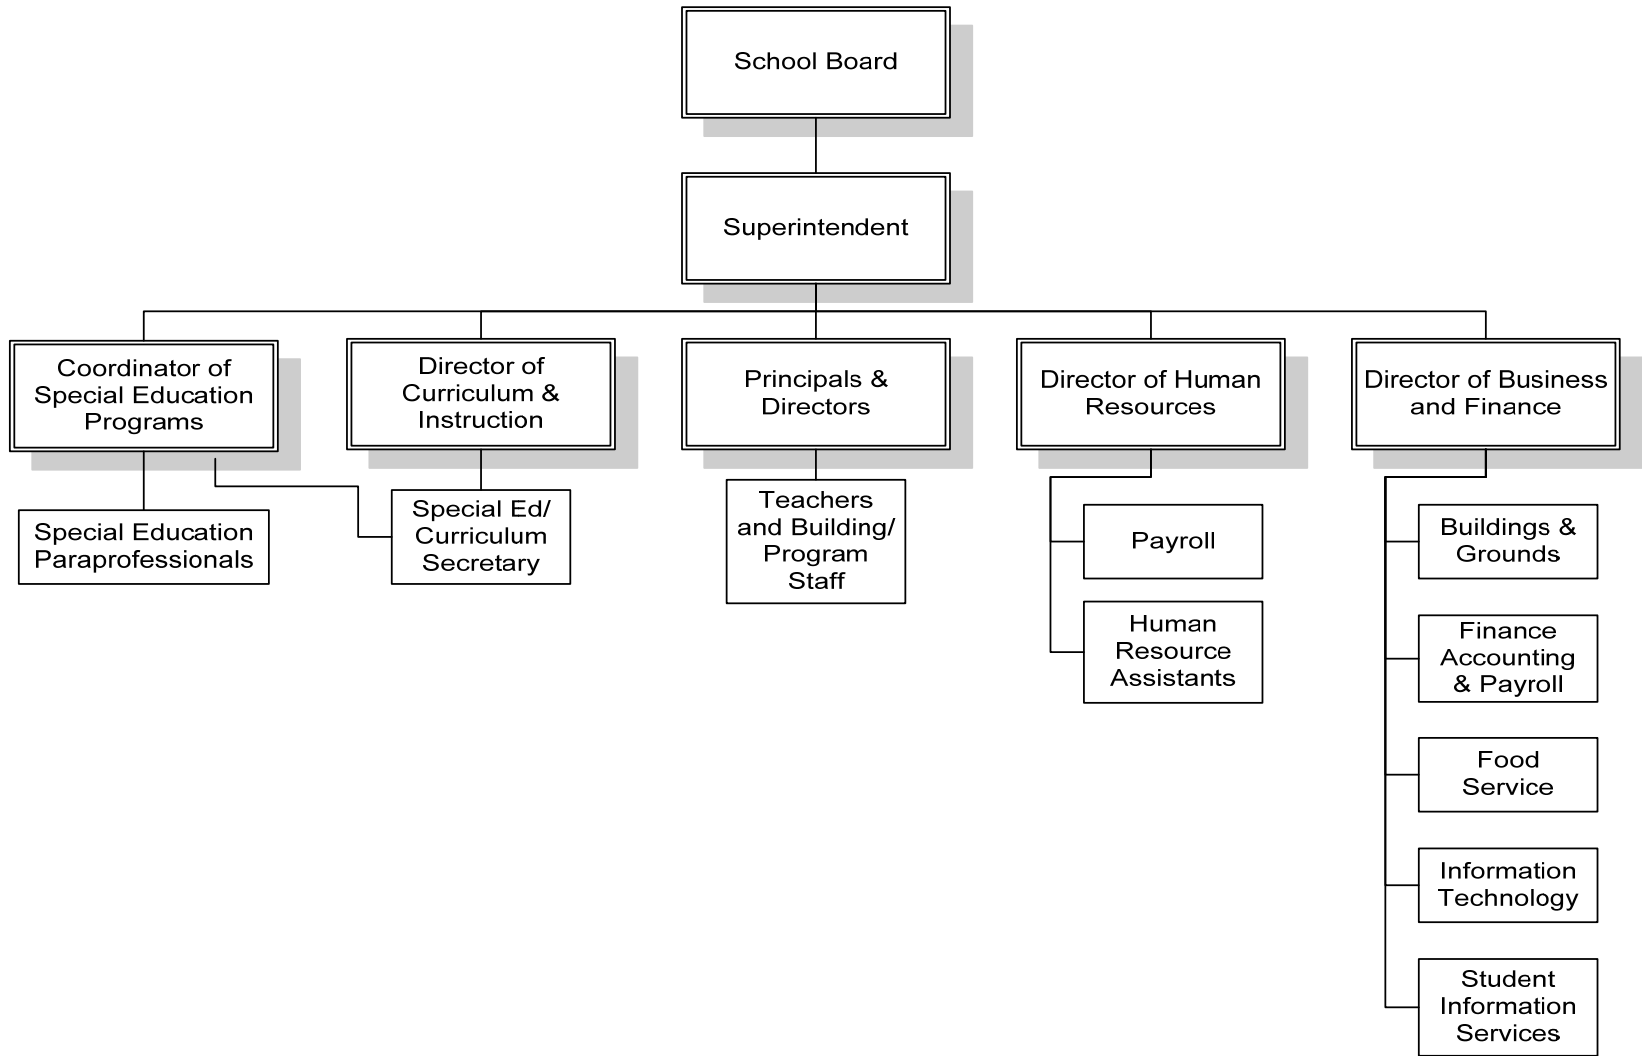 School Board
Superintendent
Coordinator of
Special Education
Programs
Director of
Curriculum &
Instruction
Principals &
Directors
Director of Human
Resources
Director of Business
and Finance
Special Education
Paraprofessionals
Special Ed/
Curriculum
Secretary
Teachers
and Building/
Program
Staff
Payroll
Human
Resource
Assistants
Buildings &
Grounds
Finance
Accounting
& Payroll
Food
Service
Information
Technology
Student
Information
Services